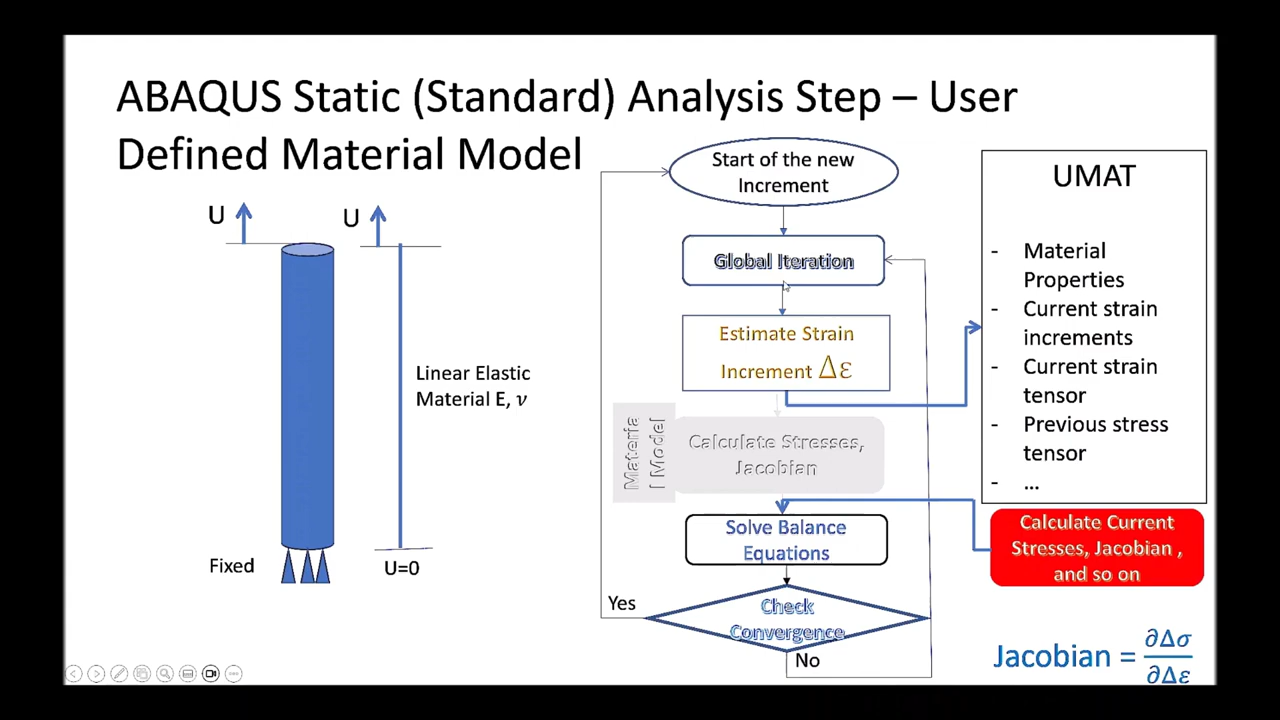 ABAQUS Static (Standard) Analysis Step – User
Defined Material Model
U
U
Linear Elastic
Material E, ν
Fixed
U=0
Start of the new
Increment
Global Iteration
Estimate Strain
Increment Δε
Materia
l Model
Calculate Stresses,
Jacobian
Solve Balance
Equations
Check
Convergence
Yes
No
UMAT
- Material
Properties
- Current strain
increments
- Current strain
tensor
- Previous stress
tensor
- ...
Calculate Current
Stresses, Jacobian ,
and so on
Jacobian = ∂Δσ/∂Δε